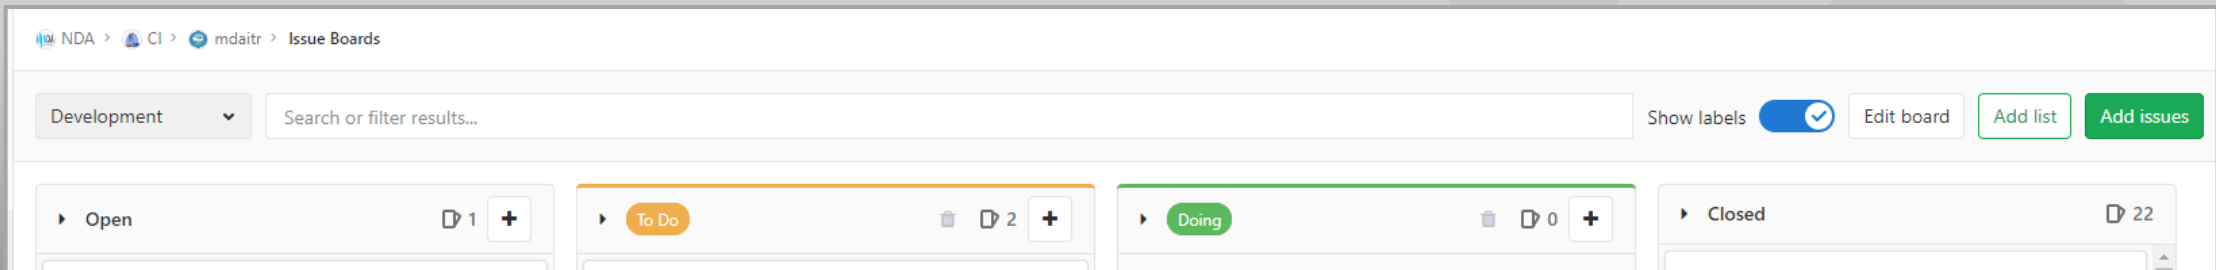 NDA > CI > mdaitr > Issue Boards
Development Search or filter results... Show labels Edit board Add list Add issues
Open 1 + To Do 2 + Doing 0 + Closed 22